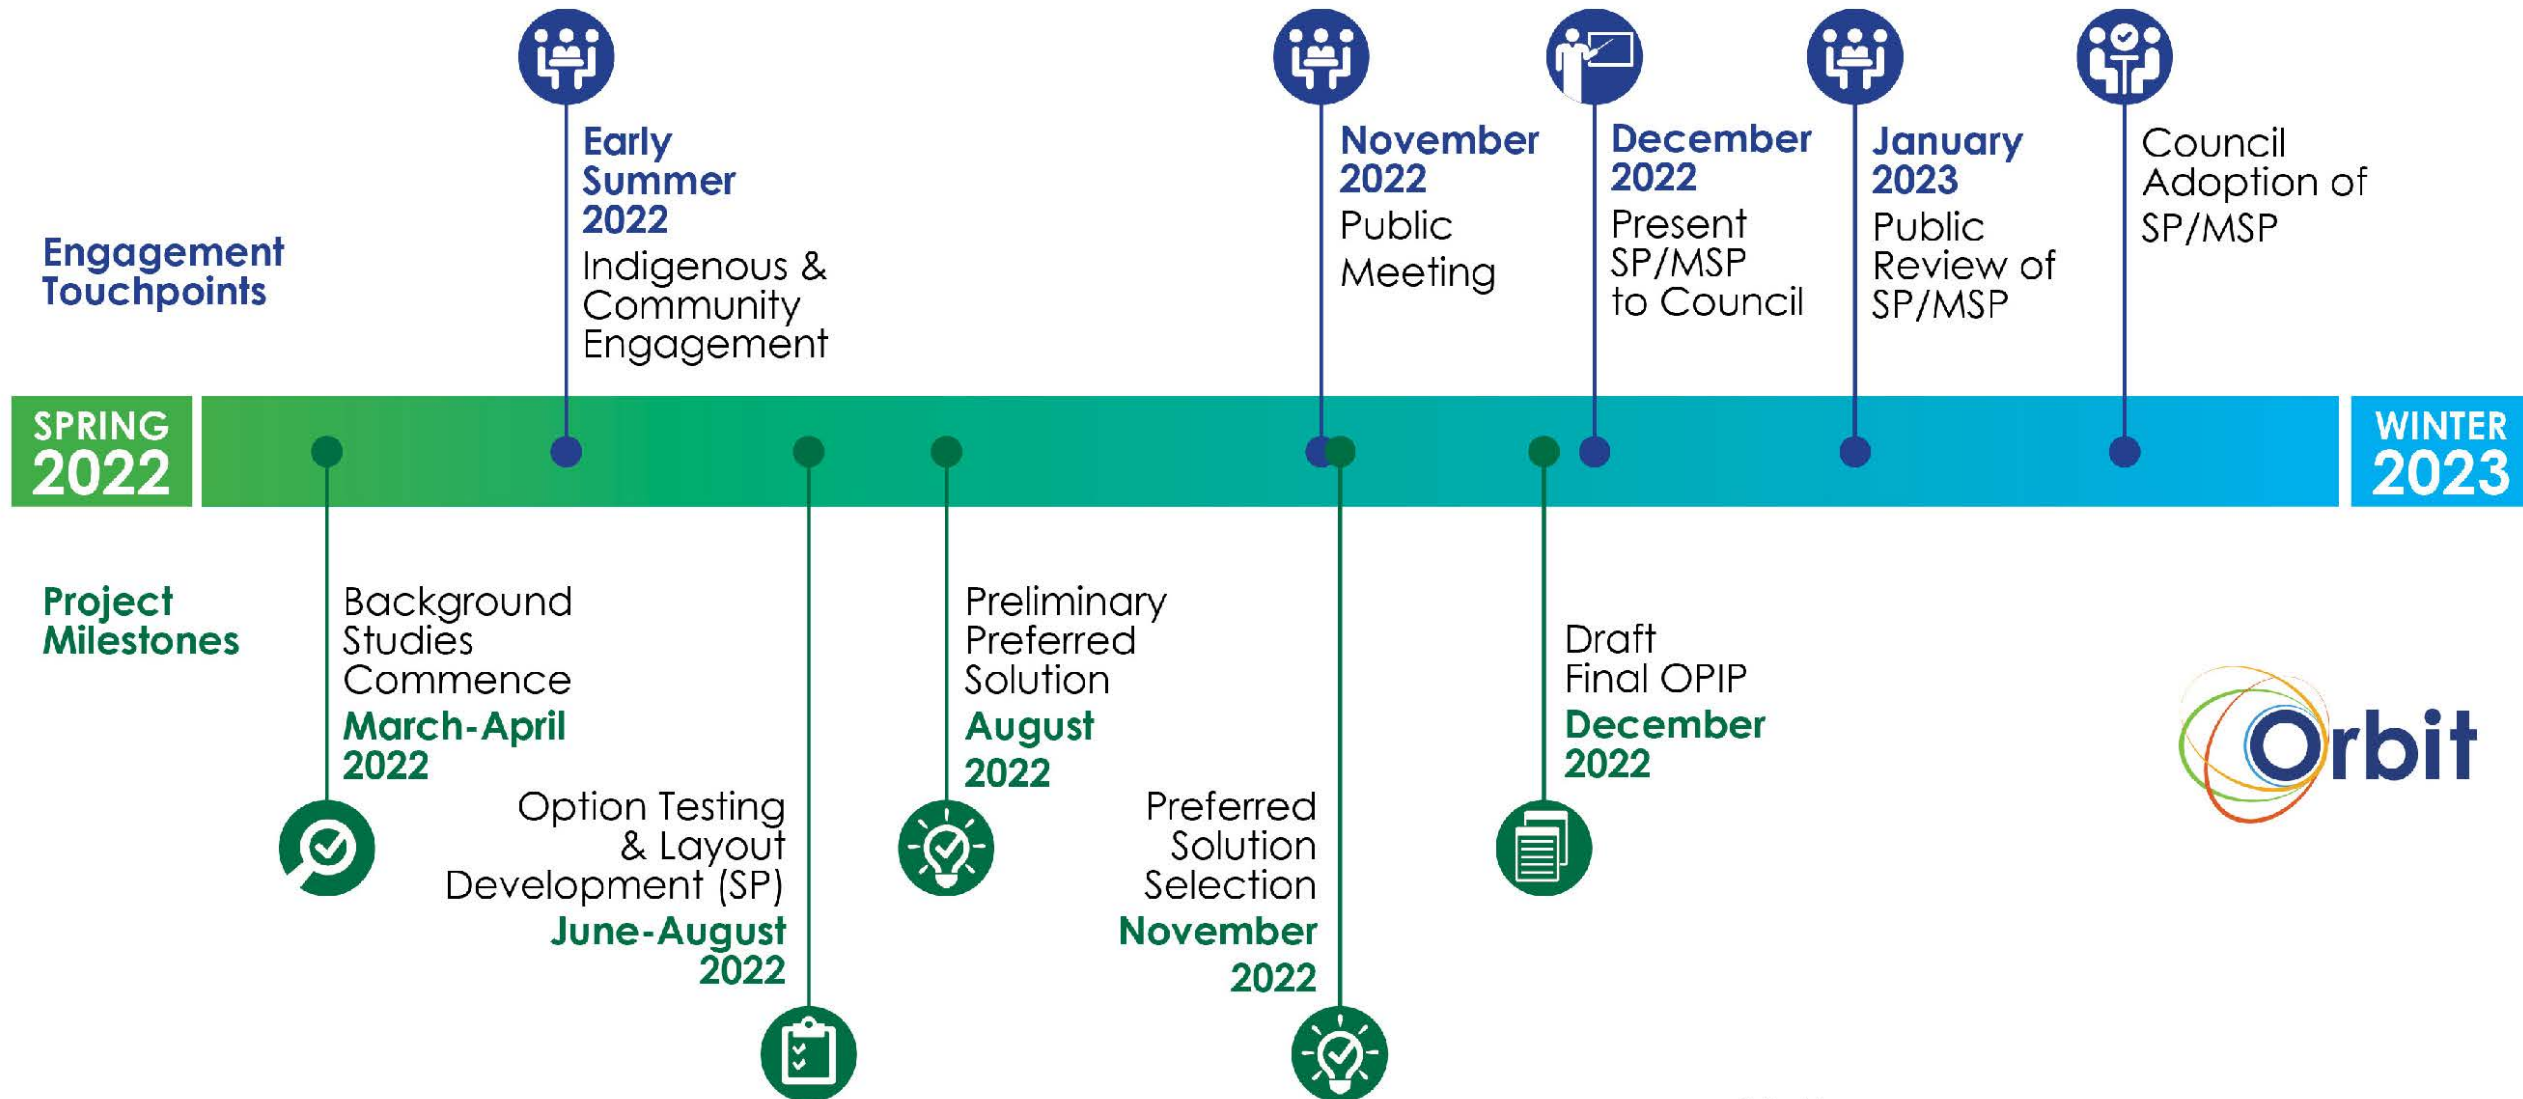 Engagement
Touchpoints
Early
Summer
2022
Indigenous &
Community
Engagement
November
2022
Public
Meeting
December
2022
Present
SP/MSP
to Council
January
2023
Public
Review of
SP/MSP
Council
Adoption of
SP/MSP
SPRING
2022
WINTER
2023
Project
Milestones
Background
Studies
Commence
March-April
2022
Option Testing
& Layout
Development (SP)
June-August
2022
Preliminary
Preferred
Solution
August
2022
Preferred
Solution
Selection
November
2022
Draft
Final OPIP
December
2022
Orbit